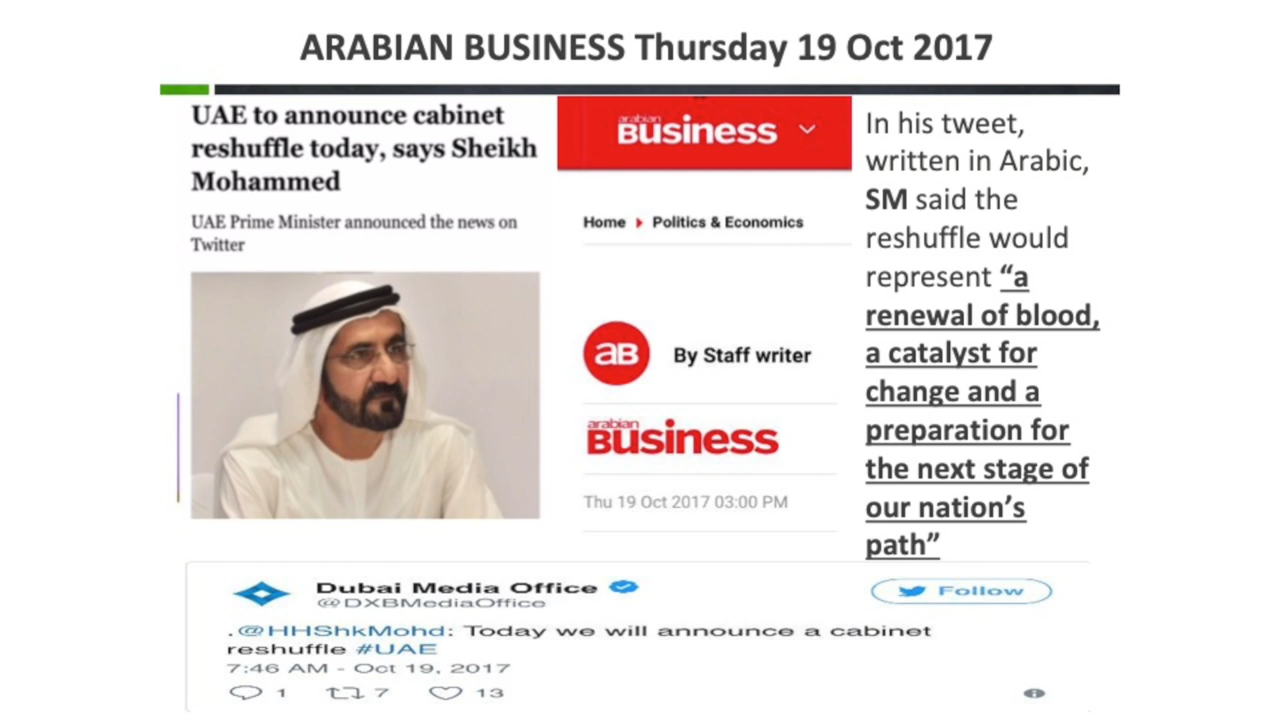 ARABIAN BUSINESS Thursday 19 Oct 2017
UAE to announce cabinet
reshuffle today, says Sheikh
Mohammed
UAE Prime Minister announced the news on
Twitter
arabian
Business
Home Politics & Economics
aB By Staff writer
arabian
Business
Thu 19 Oct 2017 03:00 PM
In his tweet,
written in Arabic,
SM said the
reshuffle would
represent “a
renewal of blood,
a catalyst for
change and a
preparation for
the next stage of
our nation’s
path”
Dubai Media Office
@DXBMediaOffice
Follow
.@HHShkMohd: Today we will announce a cabinet
reshuffle #UAE
7:46 AM - Oct 19, 2017
1 7 13